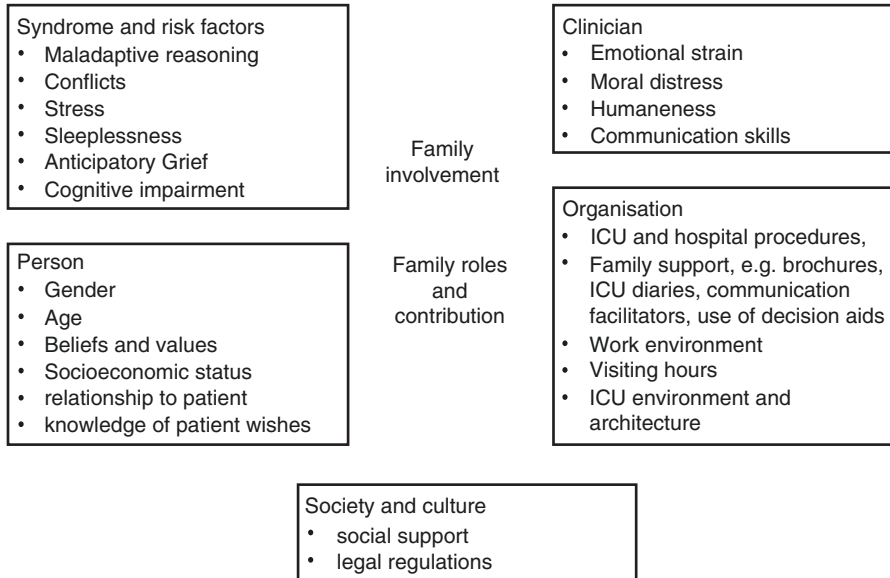 Syndrome and risk factors
• Maladaptive reasoning
• Conflicts
• Stress
• Sleeplessness
• Anticipatory Grief
• Cognitive impairment
Person
• Gender
• Age
• Beliefs and values
• Socioeconomic status
• relationship to patient
• knowledge of patient wishes
Family
involvement
Family roles
and
contribution
Clinician
• Emotional strain
• Moral distress
• Humaneness
• Communication skills
Organisation
• ICU and hospital procedures,
• Family support, e.g. brochures,
ICU diaries, communication
facilitators, use of decision aids
• Work environment
• Visiting hours
• ICU environment and
architecture
Society and culture
• social support
• legal regulations